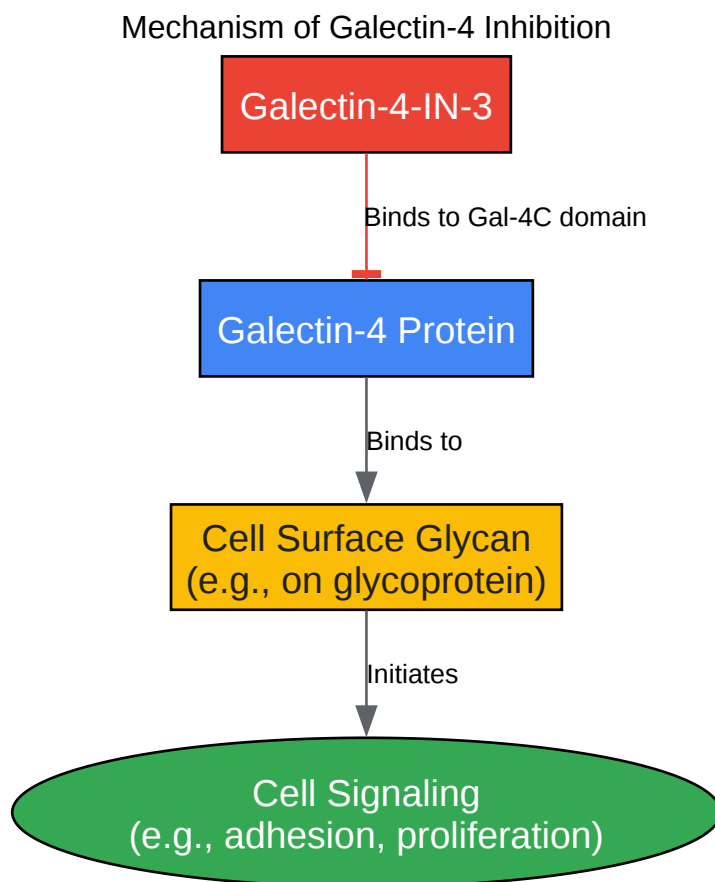 Mechanism of Galectin-4 Inhibition
Galectin-4-IN-3
Binds to Gal-4C domain
Galectin-4 Protein
Binds to
Cell Surface Glycan
(e.g., on glycoprotein)
Initiates
Cell Signaling
(e.g., adhesion, proliferation)